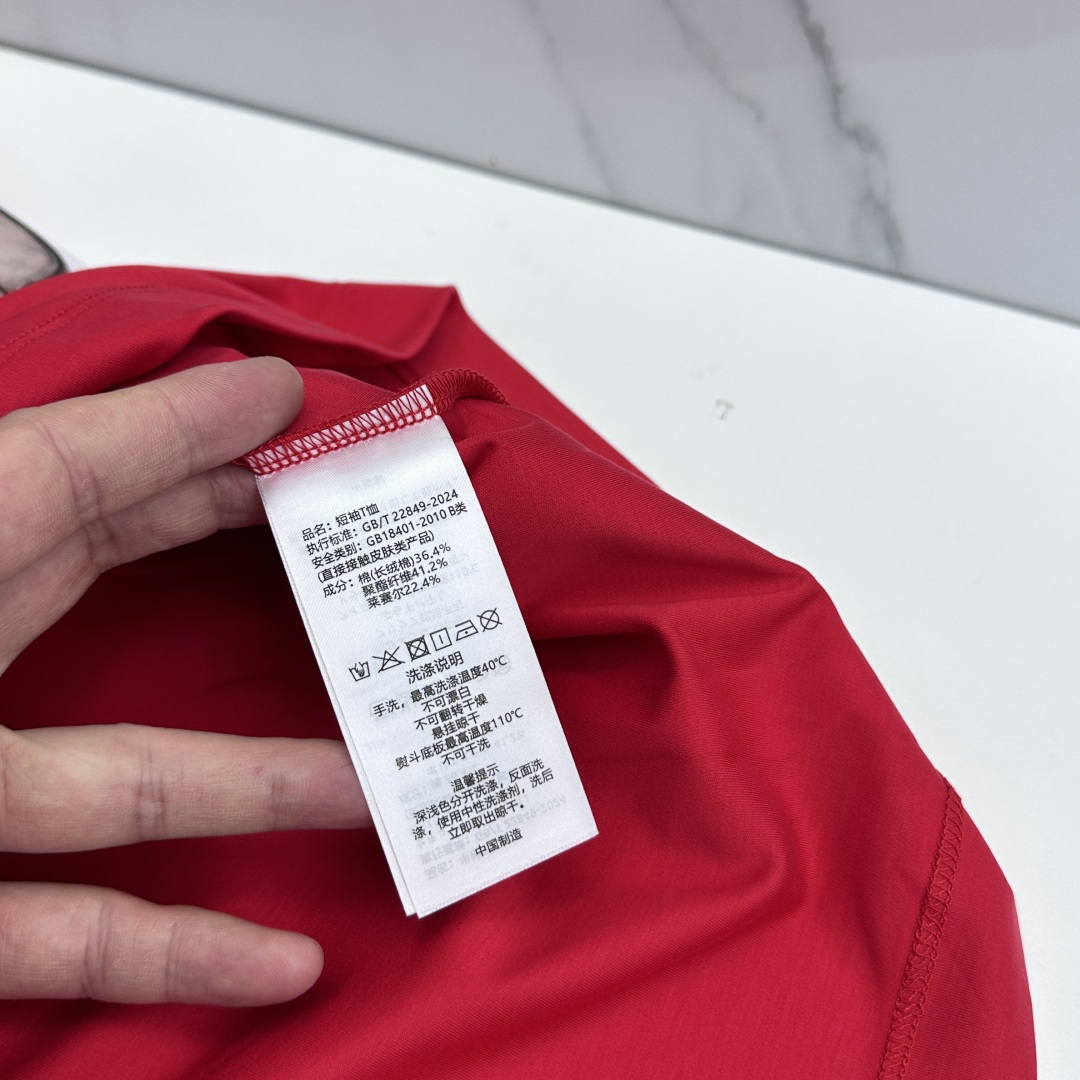 品名：短袖T恤
执行标准：GB/T 22849-2024
安全类别：GB18401-2010 B类
(直接接触皮肤类产品)
成分：棉(长绒棉)36.4%
聚酯纤维41.2%
莱赛尔22.4%
洗涤说明
手洗，最高洗涤温度40℃
不可漂白
不可翻转干燥
悬挂晾干
熨斗底板最高温度110℃
不可干洗
温馨提示
深浅色分开洗涤，反面洗
涤，使用中性洗涤剂，洗后
立即取出晾干。
中国制造